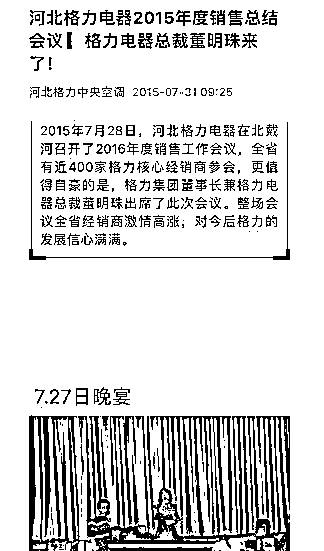 河北格力电器2015年度销售总结
会议【格力电器总裁董明珠来
了！
河北格力中央空调 2015-07-31 09:25
2015年7月28日，河北格力电器在北戴
河召开了2016年度销售工作会议，全省
有近400家格力核心经销商参会，更值
得自豪的是，格力集团董事长兼格力电
器总裁董明珠出席了此次会议。整场会
议全省经销商激情高涨；对今后格力的
发展信心满满。
7.27日晚宴